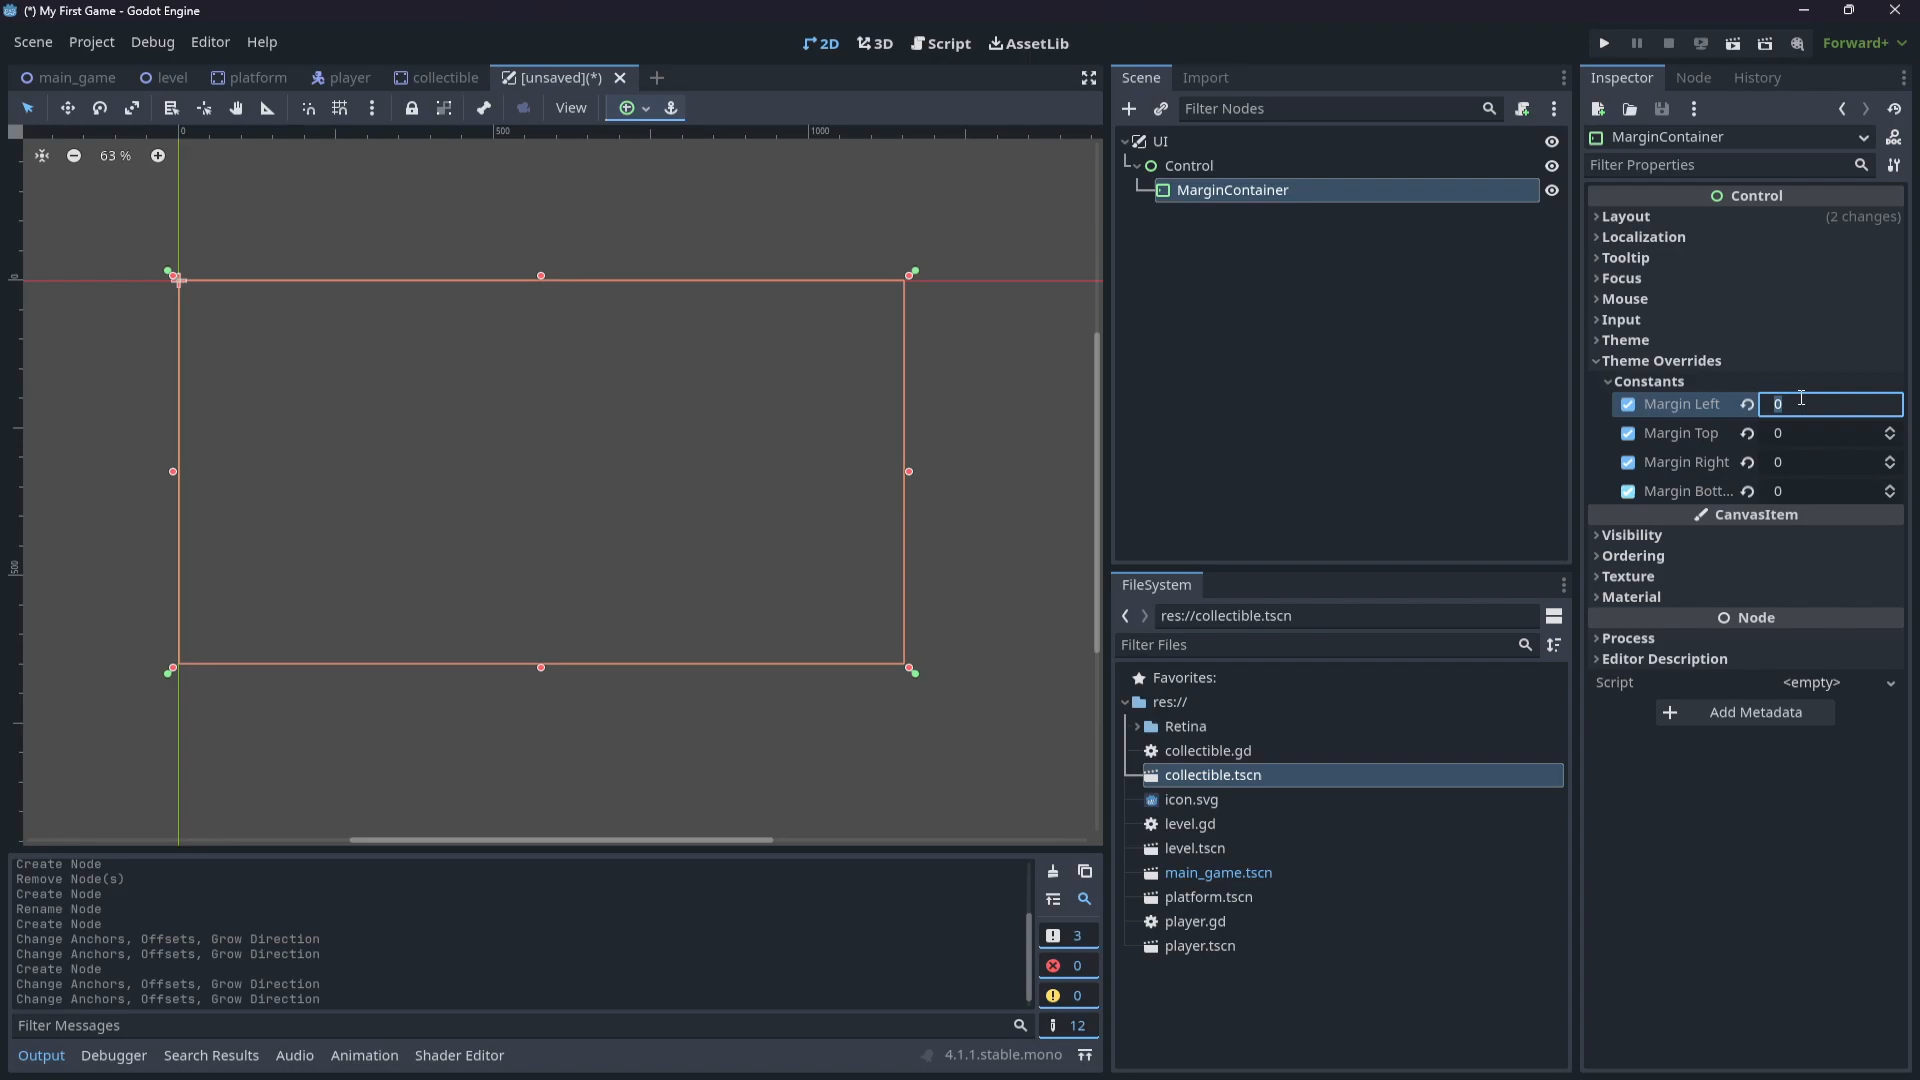 (*) My First Game - Godot Engine
Scene Project Debug Editor Help
2D 3D Script AssetLib
Forward+
main_game level platform player collectible [unsaved](*)
Scene Import
Inspector Node History
View
Filter Nodes
0 500 1000
63 %
UI
Control
MarginContainer
MarginContainer
Filter Properties
Control
Layout (2 changes)
Localization
Tooltip
Focus
Mouse
Input
Theme
Theme Overrides
Constants
Margin Left 0
Margin Top 0
Margin Right 0
Margin Bott... 0
CanvasItem
Visibility
Ordering
Texture
Material
Node
Process
Editor Description
Script <empty>
Add Metadata
0
500
FileSystem
res://collectible.tscn
Filter Files
Favorites:
res://
Retina
collectible.gd
collectible.tscn
icon.svg
level.gd
level.tscn
main_game.tscn
platform.tscn
player.gd
player.tscn
Create Node
Remove Node(s)
Create Node
Rename Node
Create Node
Change Anchors, Offsets, Grow Direction
Change Anchors, Offsets, Grow Direction
Create Node
Change Anchors, Offsets, Grow Direction
Change Anchors, Offsets, Grow Direction
3
0
0
12
Filter Messages
Output Debugger Search Results Audio Animation Shader Editor
4.1.1.stable.mono